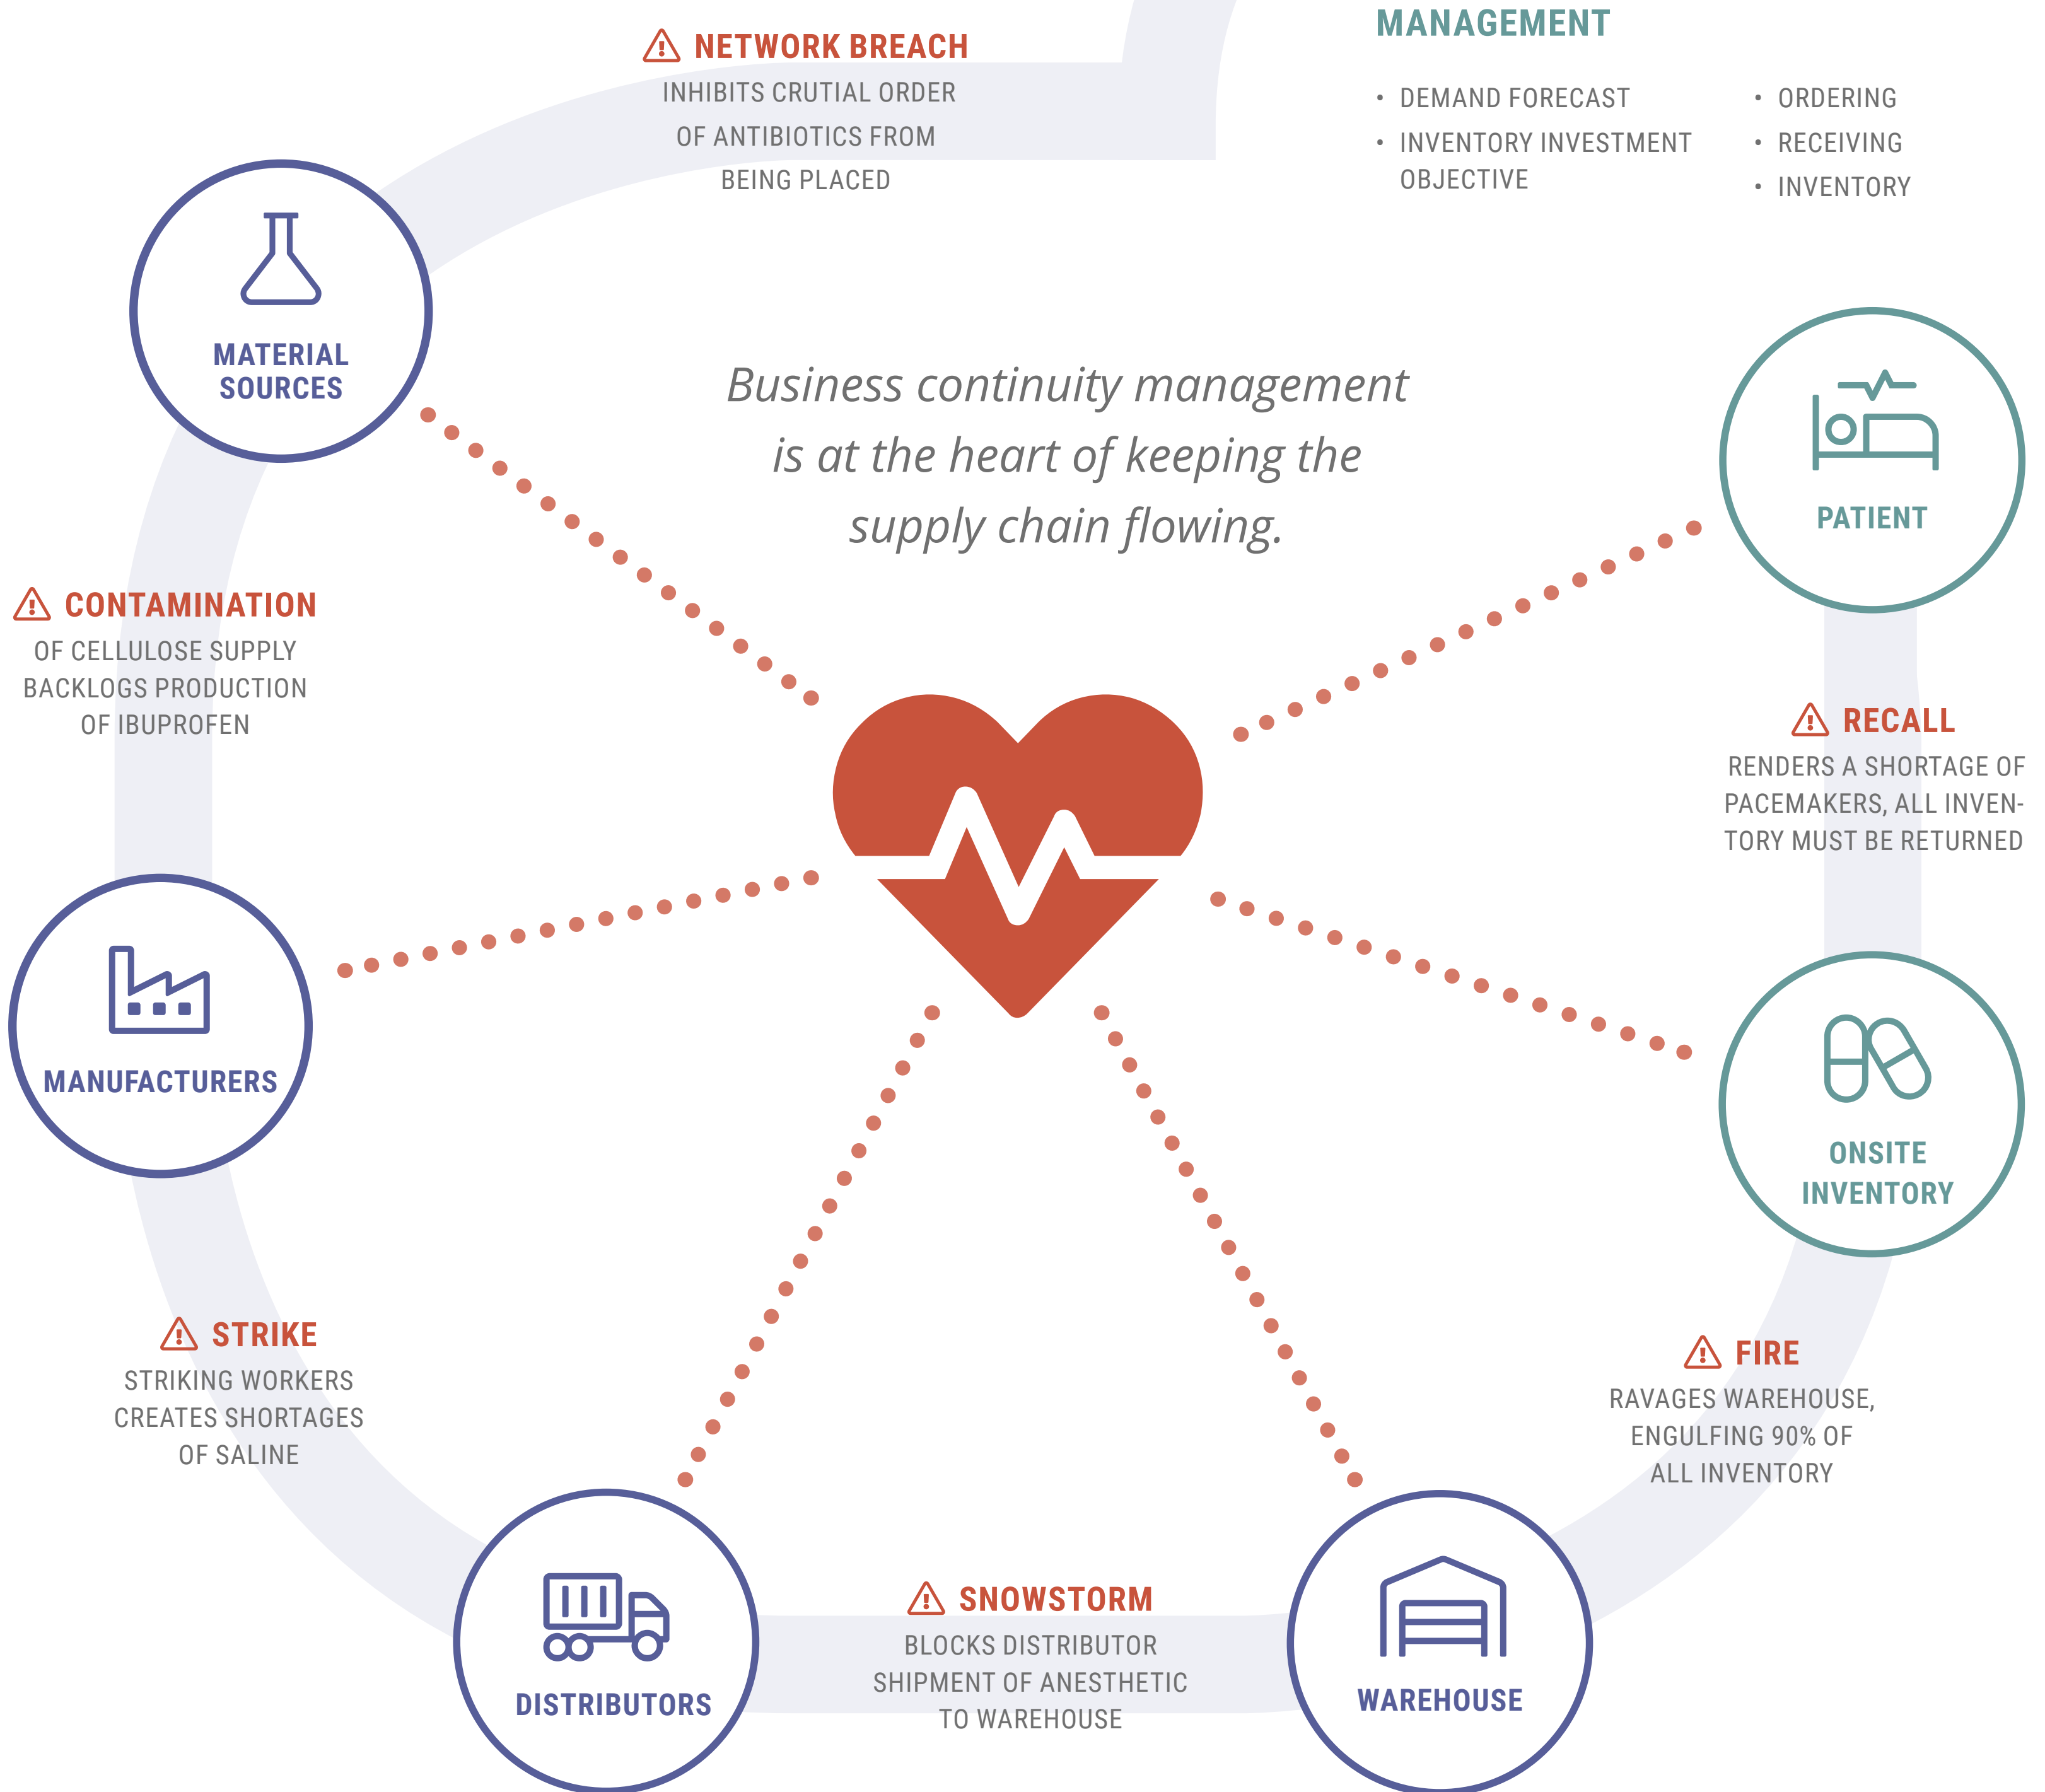 MANAGEMENT
• DEMAND FORECAST
• INVENTORY INVESTMENT
OBJECTIVE
• ORDERING
• RECEIVING
• INVENTORY
NETWORK BREACH
INHIBITS CRUTIAL ORDER
OF ANTIBIOTICS FROM
BEING PLACED
MATERIAL
SOURCES
Business continuity management
is at the heart of keeping the
supply chain flowing.
PATIENT
CONTAMINATION
OF CELLULOSE SUPPLY
BACKLOGS PRODUCTION
OF IBUPROFEN
RECALL
RENDERS A SHORTAGE OF
PACEMAKERS, ALL INVEN-
TORY MUST BE RETURNED
MANUFACTURERS
ONSITE
INVENTORY
STRIKE
STRIKING WORKERS
CREATES SHORTAGES
OF SALINE
FIRE
RAVAGES WAREHOUSE,
ENGULFING 90% OF
ALL INVENTORY
DISTRIBUTORS
SNOWSTORM
BLOCKS DISTRIBUTOR
SHIPMENT OF ANESTHETIC
TO WAREHOUSE
WAREHOUSE